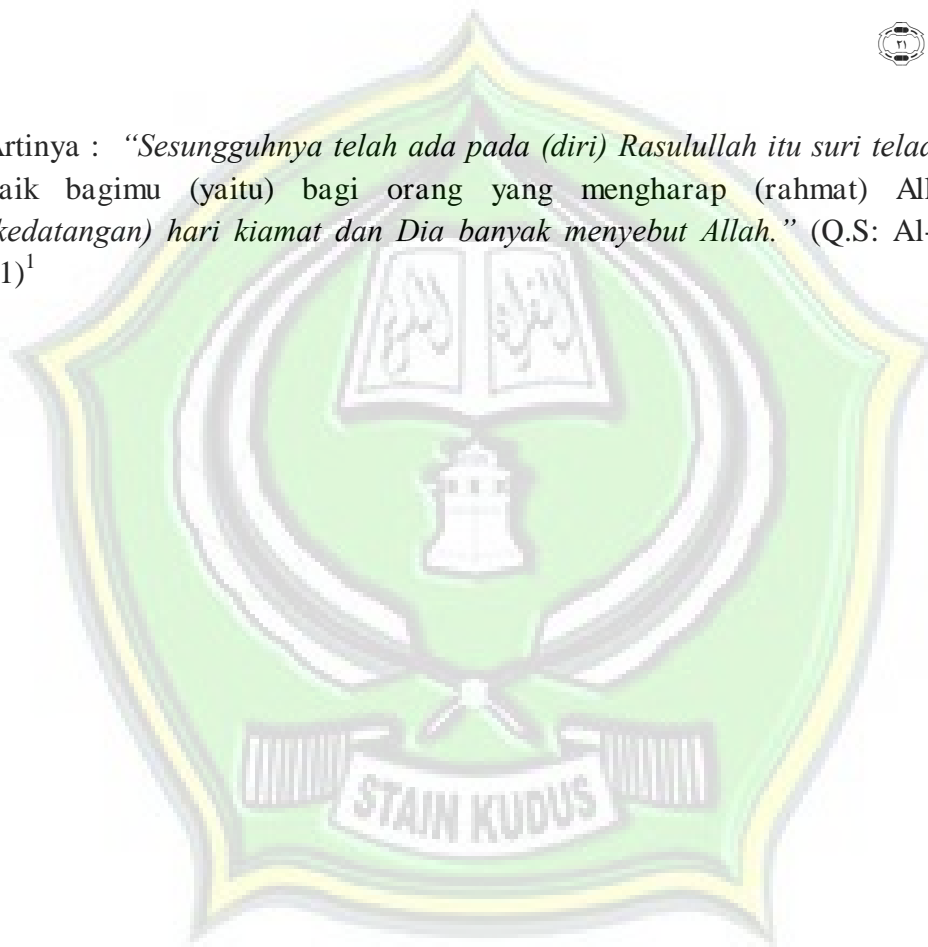 ٢١
Artinya : “Sesungguhnya telah ada pada (diri) Rasulullah itu suri telad
aik bagimu (yaitu) bagi orang yang mengharap (rahmat) All
kedatangan) hari kiamat dan Dia banyak menyebut Allah.” (Q.S: Al-
1)1
STAIN KUDUS